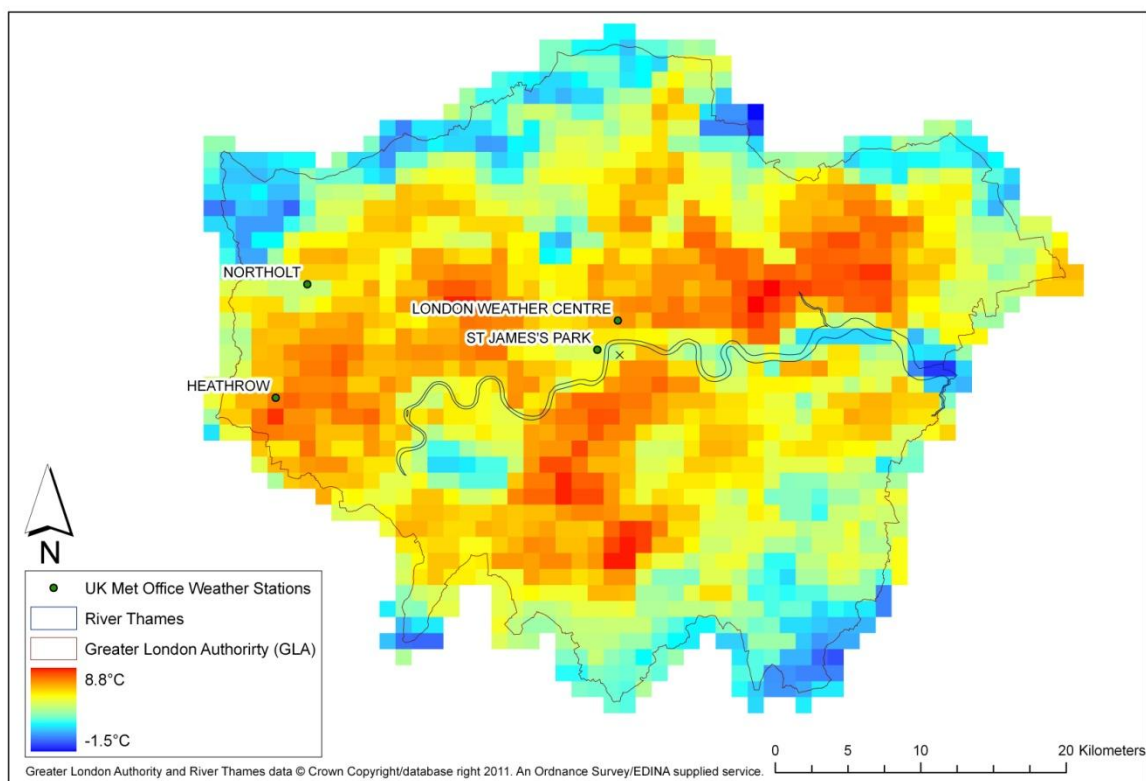 NORTHOLT
LONDON WEATHER CENTRE
ST JAMES'S PARK
HEATHROW
N
UK Met Office Weather Stations
River Thames
Greater London Authorirty (GLA)
8.8°C
-1.5°C
0 5 10 20 Kilometers
Greater London Authority and River Thames data © Crown Copyright/database right 2011. An Ordnance Survey/EDINA supplied service.